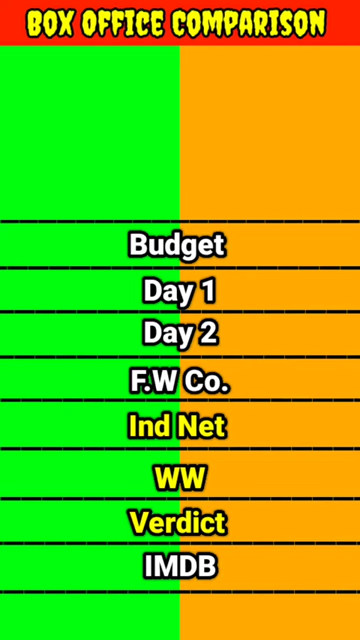 BOX OFFICE COMPARISON
Budget
Day 1
Day 2
F.W Co.
Ind Net
WW
Verdict
IMDB